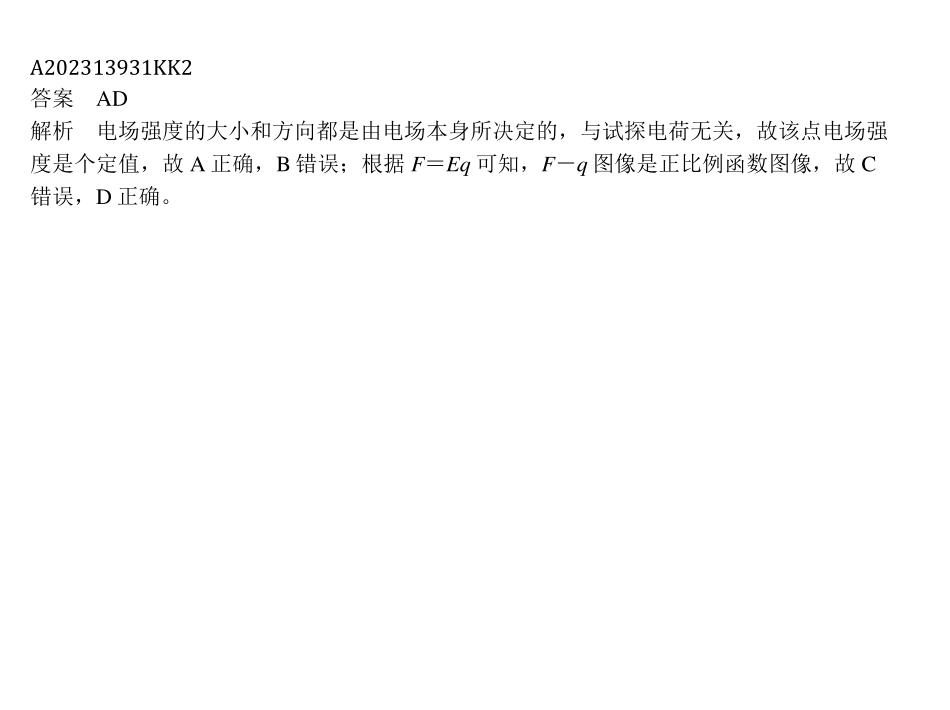 A202313931KK2
答案　AD
解析　电场强度的大小和方向都是由电场本身所决定的，与试探电荷无关，故该点电场强
度是个定值，故 A 正确，B 错误；根据 F＝Eq 可知，F－q 图像是正比例函数图像，故 C
错误，D 正确。